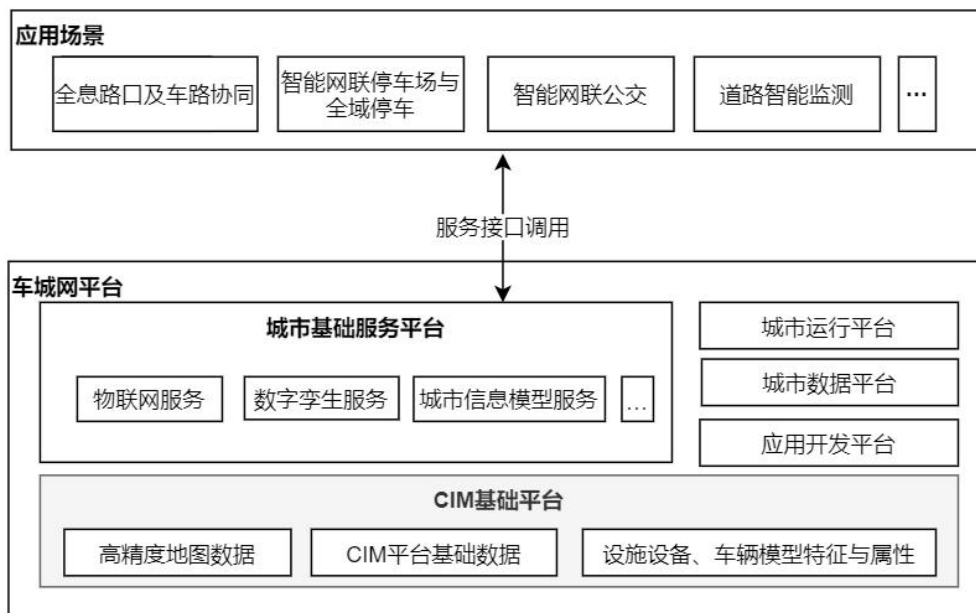 应用场景
全息路口及车路协同
智能网联停车场与
全域停车
智能网联公交
道路智能监测
...
服务接口调用
车城网平台
城市基础服务平台
物联网服务
数字孪生服务
城市信息模型服务
...
城市运行平台
城市数据平台
应用开发平台
CIM基础平台
高精度地图数据
CIM平台基础数据
设施设备、车辆模型特征与属性